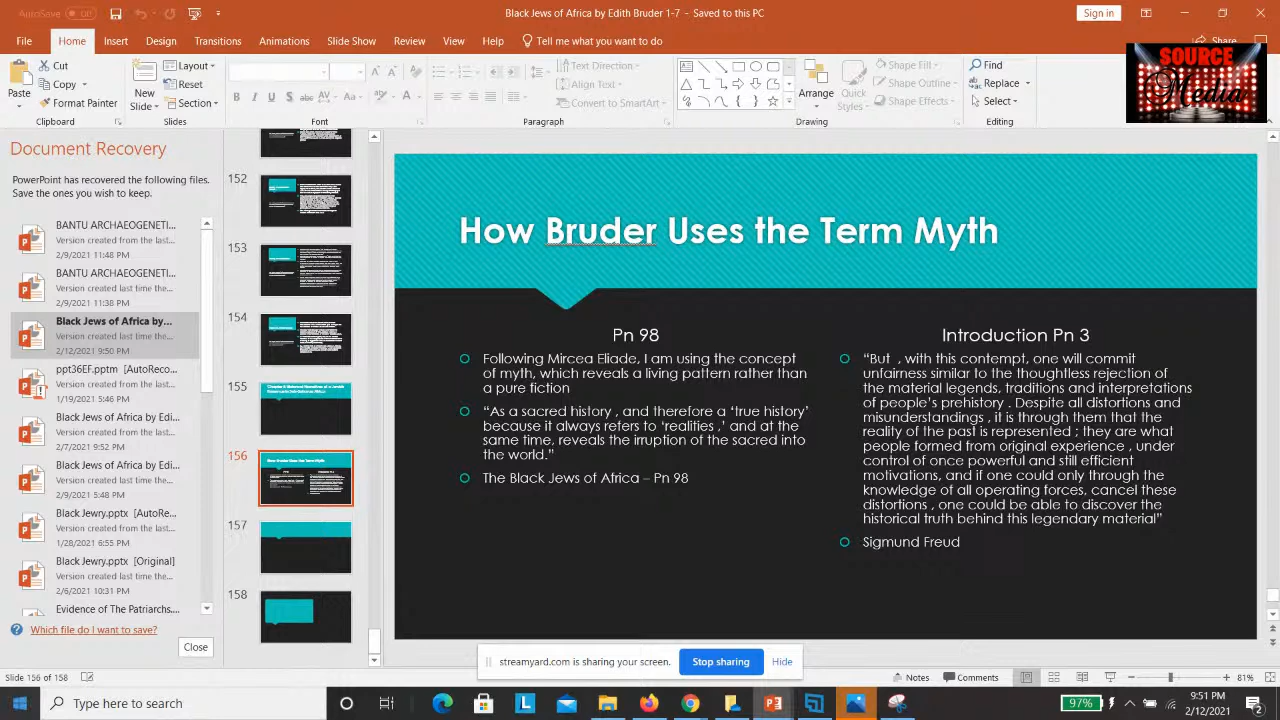 AutoSave
Off
Black Jews of Africa by Edith Bruder 1-7 - Saved to this PC
Sign in
File
Home
Insert
Design
Transitions
Animations
Slide Show
Review
View
Help
Tell me what you want to do
Share
SOURCE
Media
Paste
Cut
Copy
Format Painter
Clipboard
New
Slide
Layout
Reset
Section
Slides
Font
Text Direction
Align Text
Convert to SmartArt
Paragraph
Arrange
Quick
Styles
Shape Fill
Shape Outline
Shape Effects
Drawing
Find
Replace
Select
Editing
Document Recovery
PowerPoint has recovered the following files.
Save the ones you wish to keep.
BANTU ARCHAEOGENETI...
Version created from the last...
2/9/2021 11:48 PM
BANTU ARCHAEOGENETI...
Version created last time the...
2/9/2021 11:38 PM
Black Jews of Africa by...
Version created from the last...
2/12/2021 9:50 PM
ppt36EF.pptm [AutoReco...
Version created from the last...
1/19/2021 5:46 PM
Black Jews of Africa by Edi...
Version created from the last...
2/7/2021 9:52 PM
Black Jews of Africa by Edi...
Version created last time the...
Black Jewry.pptx [AutoRe...
Version created from the last...
1/28/2021 6:55 PM
Black Jewry.pptx [Original]
Version created last time the...
2/6/2021 10:31 PM
Evidence of The Patriarchs....
Version created from the last...
Which file do I want to save?
Close
152
153
154
155
156
157
158
How Bruder Uses the Term Myth
Pn 98
Following Mircea Eliade, I am using the concept
of myth, which reveals a living pattern rather than
a pure fiction
“As a sacred history , and therefore a ‘true history’
because it always refers to ‘realities ,’ and at the
same time, reveals the irruption of the sacred into
the world.”
The Black Jews of Africa – Pn 98
Introduction Pn 3
“But , with this contempt, one will commit
unfairness similar to the thoughtless rejection of
the material legends, traditions and interpretations
of people’s prehistory . Despite all distortions and
misunderstandings , it is through them that the
reality of the past is represented ; they are what
people formed from original experience , under
control of once powerful and still efficient
motivations, and if one could only through the
knowledge of all operating forces, cancel these
distortions , one could be able to discover the
historical truth behind this legendary material”
Sigmund Freud
streamyard.com is sharing your screen.
Stop sharing
Hide
Slide 156 of 158
Notes
Comments
81%
Type here to search
97%
9:51 PM
2/12/2021
2